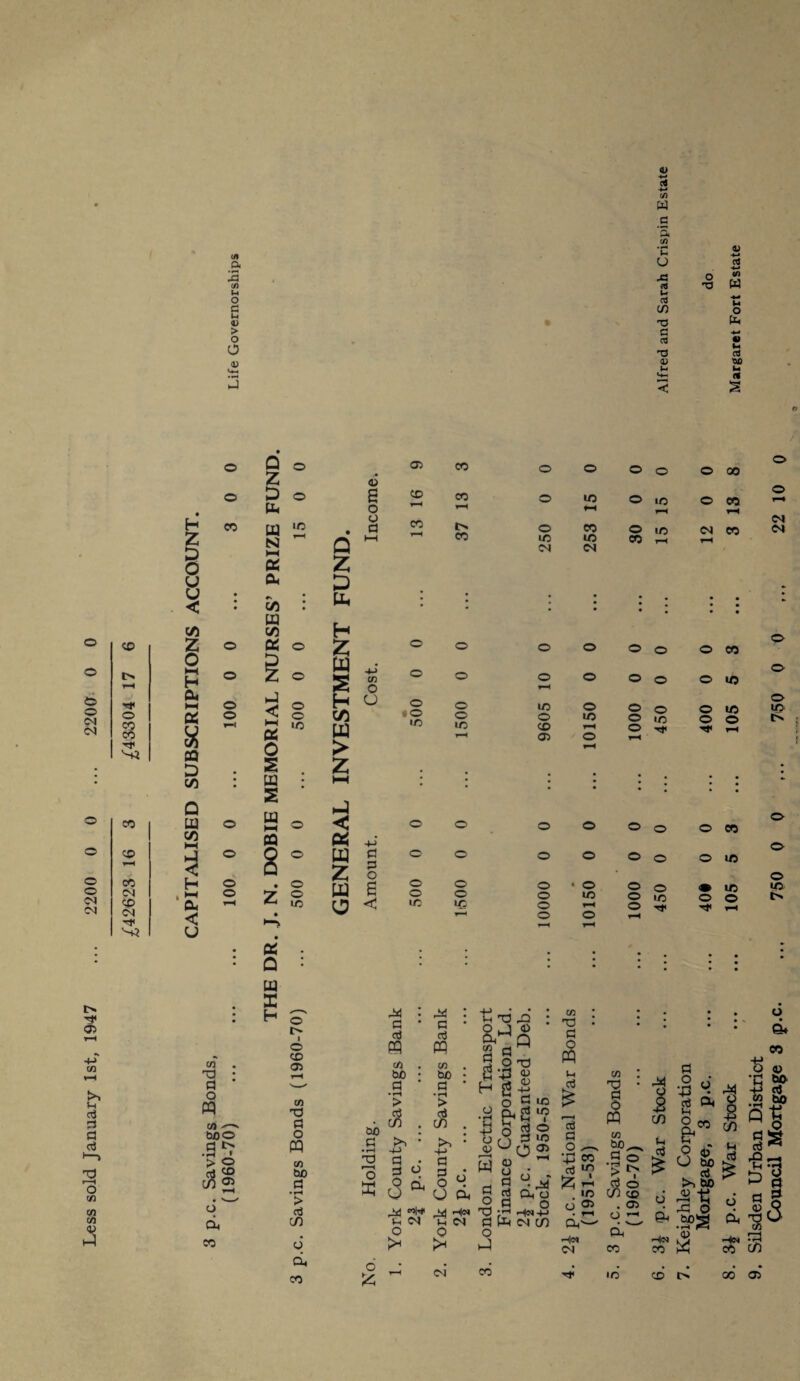 Less sold January 1st, 1947 ... 2200 0 0 ... 2200 0 0
£42623 16 3 £43304 17 6
CAPITALISED SUBSCRIPTIONS ACCOUNT.
3 p.c. Savings Bonds,
(1960-70) ... 100 0 0 ... 100 0 0 ... 3 0 0 Life Governorships
THE DR. J. N. DOBIE MEMORIAL NURSES’ PRIZE FUND.
3 p.c. Savings Bonds (1960-70) 500 0 0 ... 500 0 0 ... 15 0 0
GENERAL INVESTMENT FUND.
No. Holding. Amount. Cost. Income.
1. York County Savings Bank
2¾ p.c. ... ... 500 0 0 500 0 0 13 16 9
2. York County Savings Bank
2½ p.c. ... ... 1500 0 0 1500 0 0 37 13 3
3. London Electric Transport
Finance Corporation Ld.
2½ p.c. Guaranteed Deb.
Stock, 1950-55 ... 10000 0 0 ... 9605 10 0 ... 250 0 0
4. 2½ p.c. National War Bonds
(1951-53) ... ... 10150 0 0 ... 10150 0 0 ... 253 15 0
5. 3 p.c. Savings Bonds
(1960-70) ... 1000 0 0 ... 1000 0 0 ... 30 0 0
6. 3½ p.c. War Stock ... 450 0 0 ... 450 0 0 ... 15 15 0 Alfred and Sarah Crispin Estate
7. Keighley Corporation
Mortgage, 3 p.c. ... 400 0 0 ... 400 0 0 ... 12 0 0 do
8. 3½ p.c. War Stock ... 105 5 3 ... 105 5 3 ... 3 13 8 Margaret Fort Estate
9. Silsden Urban District
Council Mortgage 3 p.c. ... 750 0 0 ... 750 0 0 ... 22 10 0